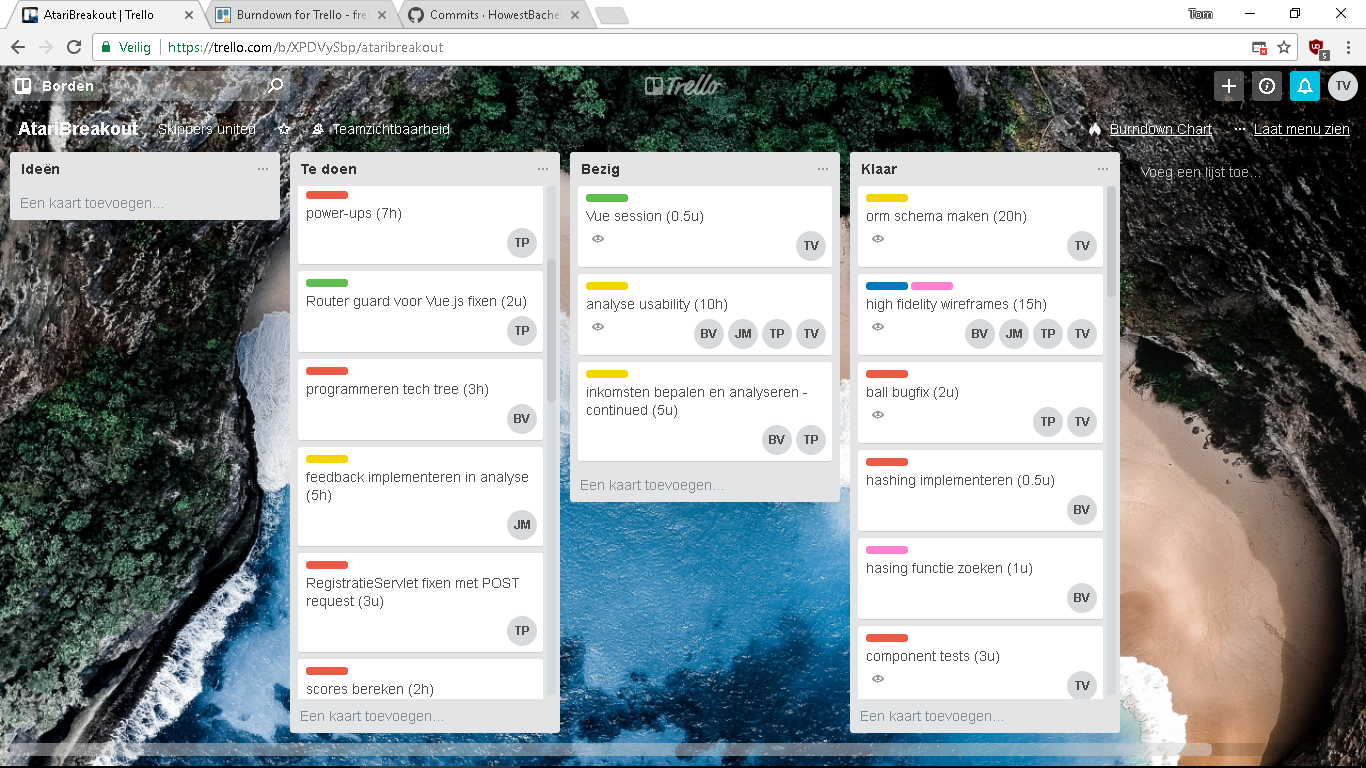 AtariBreakout | Trello
Burndown for Trello - fre
Commits · HowestBachel
Tom
Veilig
https://trello.com/b/XPDVySbp/ataribreakout
5
Borden
Trello
TV
AtariBreakout
Skippers united
Teamzichtbaarheid
Burndown Chart
... Laat menu zien
Ideën
...
Een kaart toevoegen...
Te doen
...
power-ups (7h)
TP
Router guard voor Vue.js fixen (2u)
TP
programmeren tech tree (3h)
BV
feedback implementeren in analyse
(5h)
JM
RegistratieServlet fixen met POST
request (3u)
TP
scores bereken (2h)
Een kaart toevoegen...
Bezig
...
Vue session (0.5u)
TV
analyse usability (10h)
BV JM TP TV
inkomsten bepalen en analyseren -
continued (5u)
BV TP
Een kaart toevoegen...
Klaar
...
orm schema maken (20h)
TV
high fidelity wireframes (15h)
BV JM TP TV
ball bugfix (2u)
TP TV
hashing implementeren (0.5u)
BV
hasing functie zoeken (1u)
BV
component tests (3u)
TV
Een kaart toevoegen...
Voeg een lijst toe...